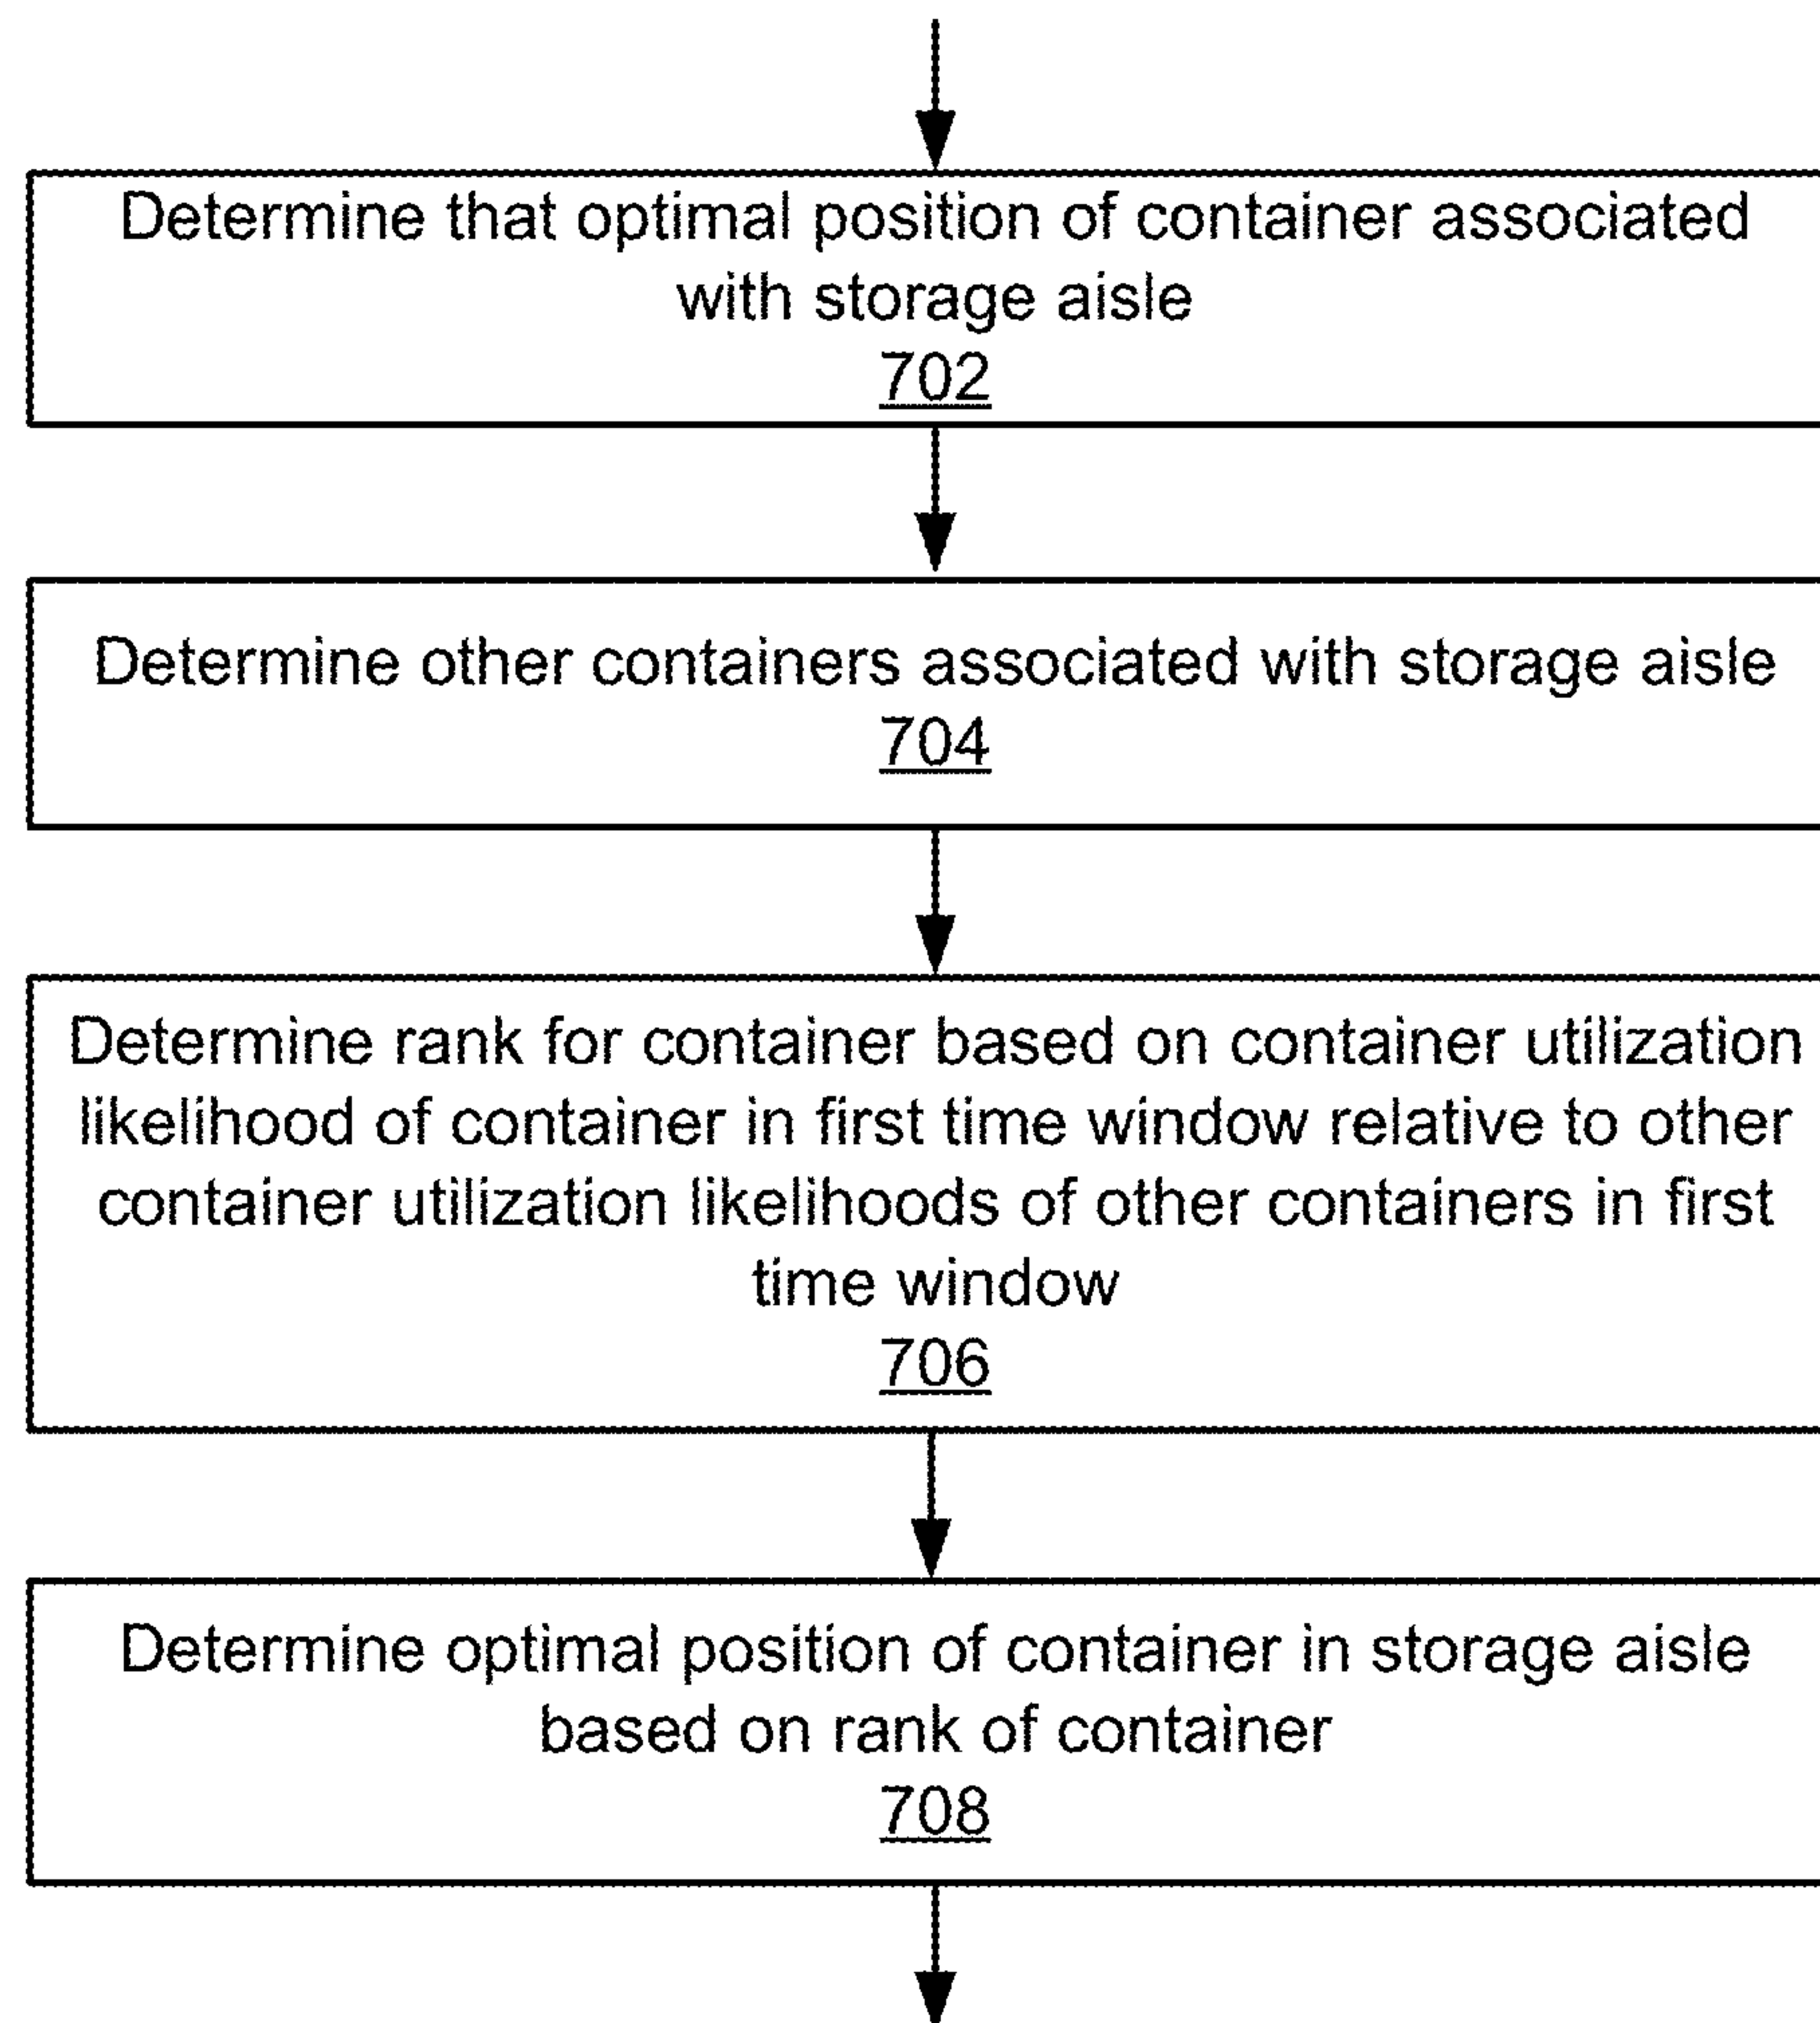 Determine that optimal position of container associated
with storage aisle
702
Determine other containers associated with storage aisle
704
Determine rank for container based on container utilization
likelihood of container in first time window relative to other
container utilization likelihoods of other containers in first
time window
706
Determine optimal position of container in storage aisle
based on rank of container
708